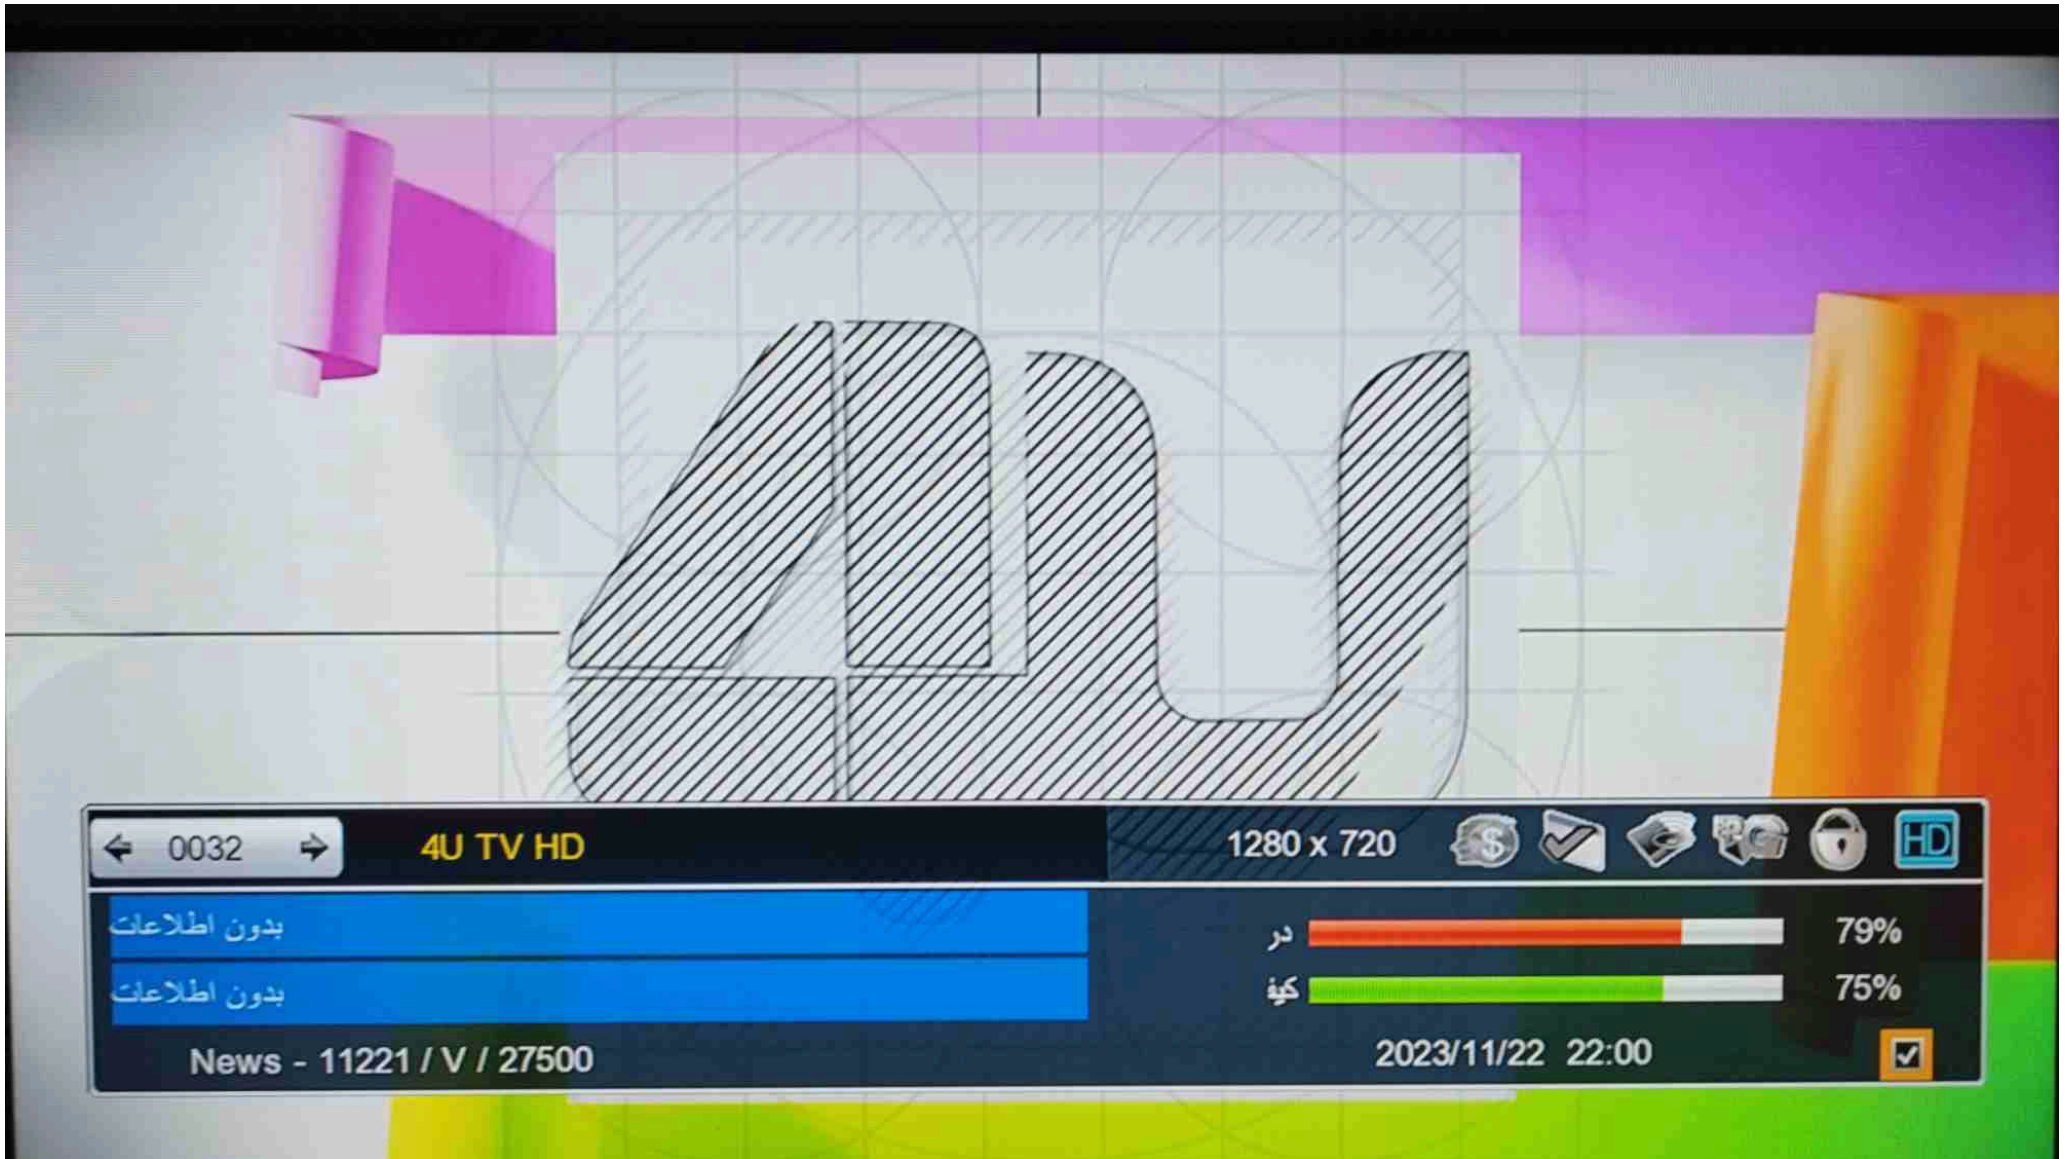 4U
0032 4U TV HD 1280 x 720 $ HD
بدون اطلاعات
در 79%
بدون اطلاعات
كيف 75%
News - 11221 / V / 27500 2023/11/22 22:00